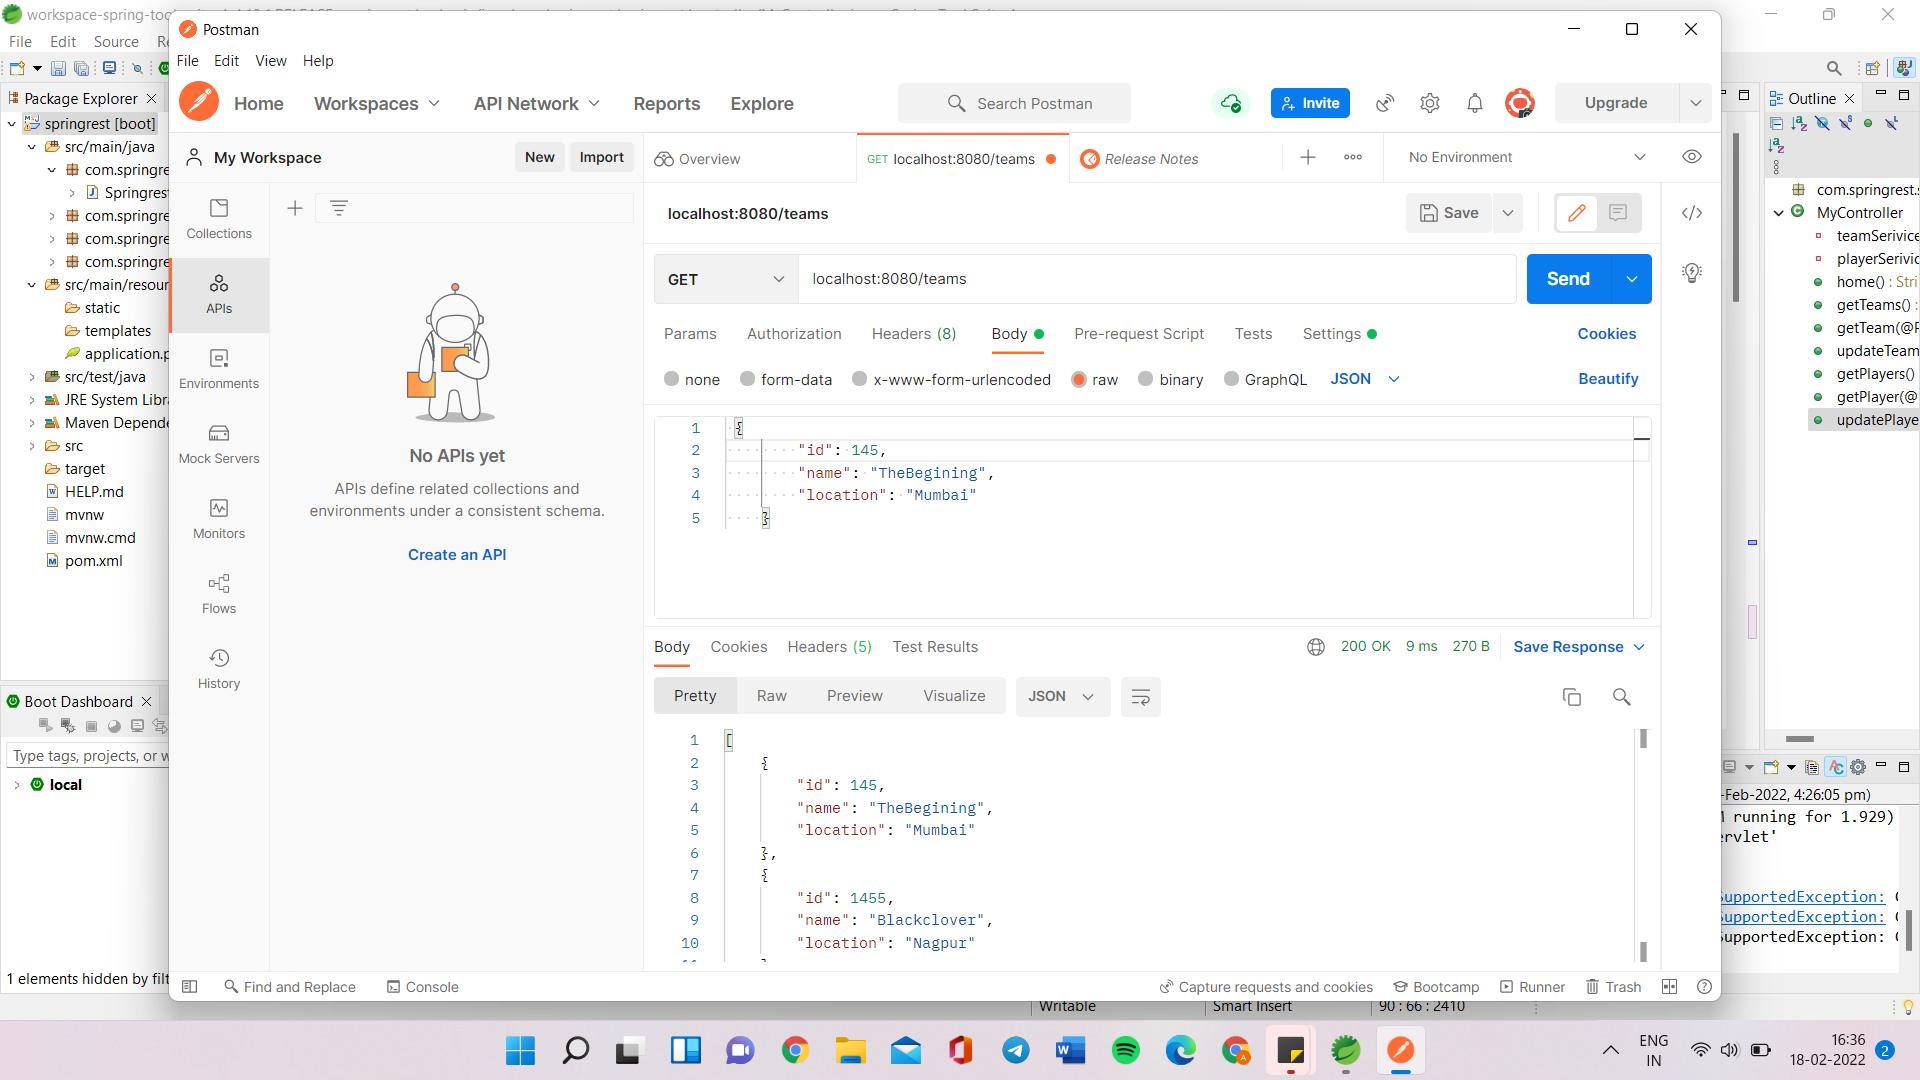 Postman
File Edit Source
File Edit View Help
Home Workspaces API Network Reports Explore
Search Postman
Invite
Upgrade
Package Explorer
springrest [boot]
src/main/java
com.springre
Springrest
com.springre
com.springre
com.springre
src/main/resour
static
templates
application.p
src/test/java
JRE System Libra
Maven Depende
src
target
HELP.md
mvnw
mvnw.cmd
pom.xml
Boot Dashboard
Type tags, projects, or w
local
1 elements hidden by filt
My Workspace
New
Import
Collections
APIs
Environments
Mock Servers
Monitors
Flows
History
No APIs yet
APIs define related collections and
environments under a consistent schema.
Create an API
Overview
GET localhost:8080/teams
Release Notes
No Environment
localhost:8080/teams
Save
GET
localhost:8080/teams
Send
Params Authorization Headers (8) Body Pre-request Script Tests Settings Cookies
none form-data x-www-form-urlencoded raw binary GraphQL JSON Beautify
1 {
2 "id": 145,
3 "name": "TheBegining",
4 "location": "Mumbai"
5 }
Body Cookies Headers (5) Test Results
200 OK 9 ms 270 B Save Response
Pretty Raw Preview Visualize JSON
1 [
2 {
3 "id": 145,
4 "name": "TheBegining",
5 "location": "Mumbai"
6 },
7 {
8 "id": 1455,
9 "name": "Blackclover",
10 "location": "Nagpur"
Find and Replace Console
Capture requests and cookies Bootcamp Runner Trash
Outline
com.springrest.
MyController
teamSerivice
playerSerivic
home() : Stri
getTeams() :
getTeam(@P
updateTeam
getPlayers()
getPlayer(@
updatePlaye
-Feb-2022, 4:26:05 pm)
running for 1.929)
ervlet'
SupportedException:
SupportedException:
SupportedException:
Writable Smart Insert 90 : 66 : 2410
ENG
IN
16:36
18-02-2022
2